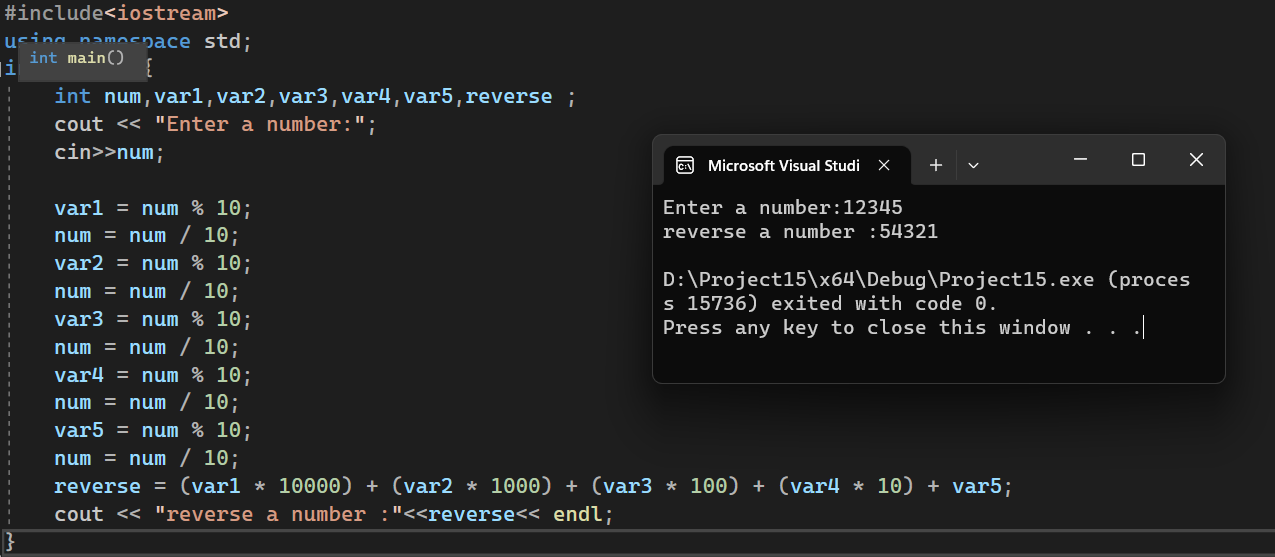 #include<iostream>
using namespace std;
int main()
{
int num,var1,var2,var3,var4,var5,reverse ;
cout << "Enter a number:";
cin>>num;
var1 = num % 10;
num = num / 10;
var2 = num % 10;
num = num / 10;
var3 = num % 10;
num = num / 10;
var4 = num % 10;
num = num / 10;
var5 = num % 10;
num = num / 10;
reverse = (var1 * 10000) + (var2 * 1000) + (var3 * 100) + (var4 * 10) + var5;
cout << "reverse a number :"<<reverse<< endl;
}
Microsoft Visual Studi
Enter a number:12345
reverse a number :54321
D:\Project15\x64\Debug\Project15.exe (proces
s 15736) exited with code 0.
Press any key to close this window . . .